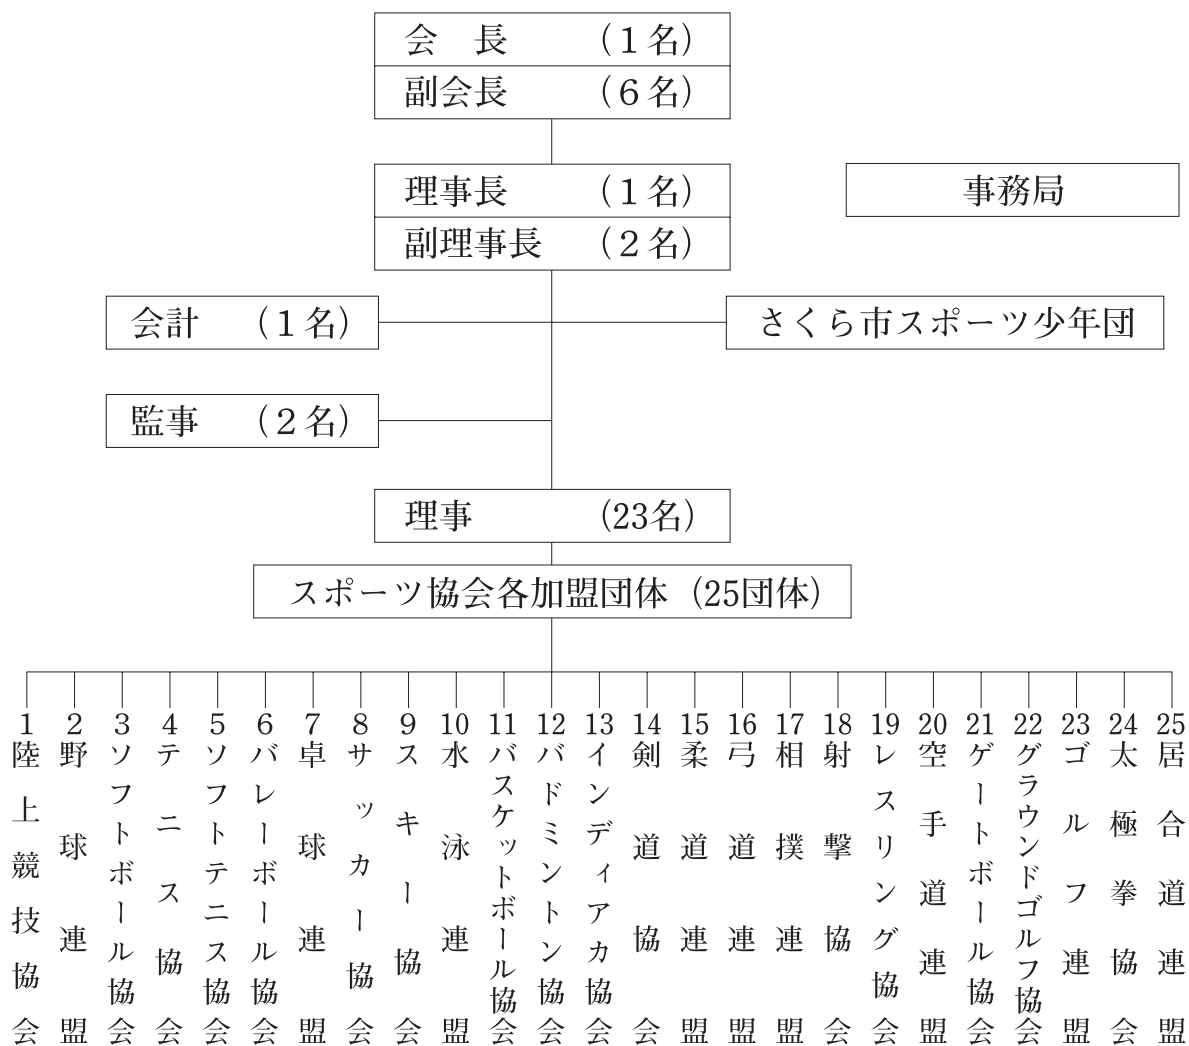 会　長　（１名）
副会長　（６名）
理事長　（１名）
副理事長　（２名）
事務局
会計　（１名）
さくら市スポーツ少年団
監事　（２名）
理事　（23名）
スポーツ協会各加盟団体（25団体）
1 陸上競技協会
2 野球連盟
3 ソフトボール協会
4 テニス協会
5 ソフトテニス協会
6 バレーボール協会
7 卓球連盟
8 サッカー協会
9 スキー協会
10 水泳連盟
11 バスケットボール協会
12 バドミントン協会
13 インディアカ協会
14 剣道協会
15 柔道連盟
16 弓道連盟
17 相撲連盟
18 射撃協会
19 レスリング協会
20 空手道連盟
21 ゲートボール協会
22 グラウンドゴルフ協会
23 ゴルフ連盟
24 太極拳協会
25 居合道連盟